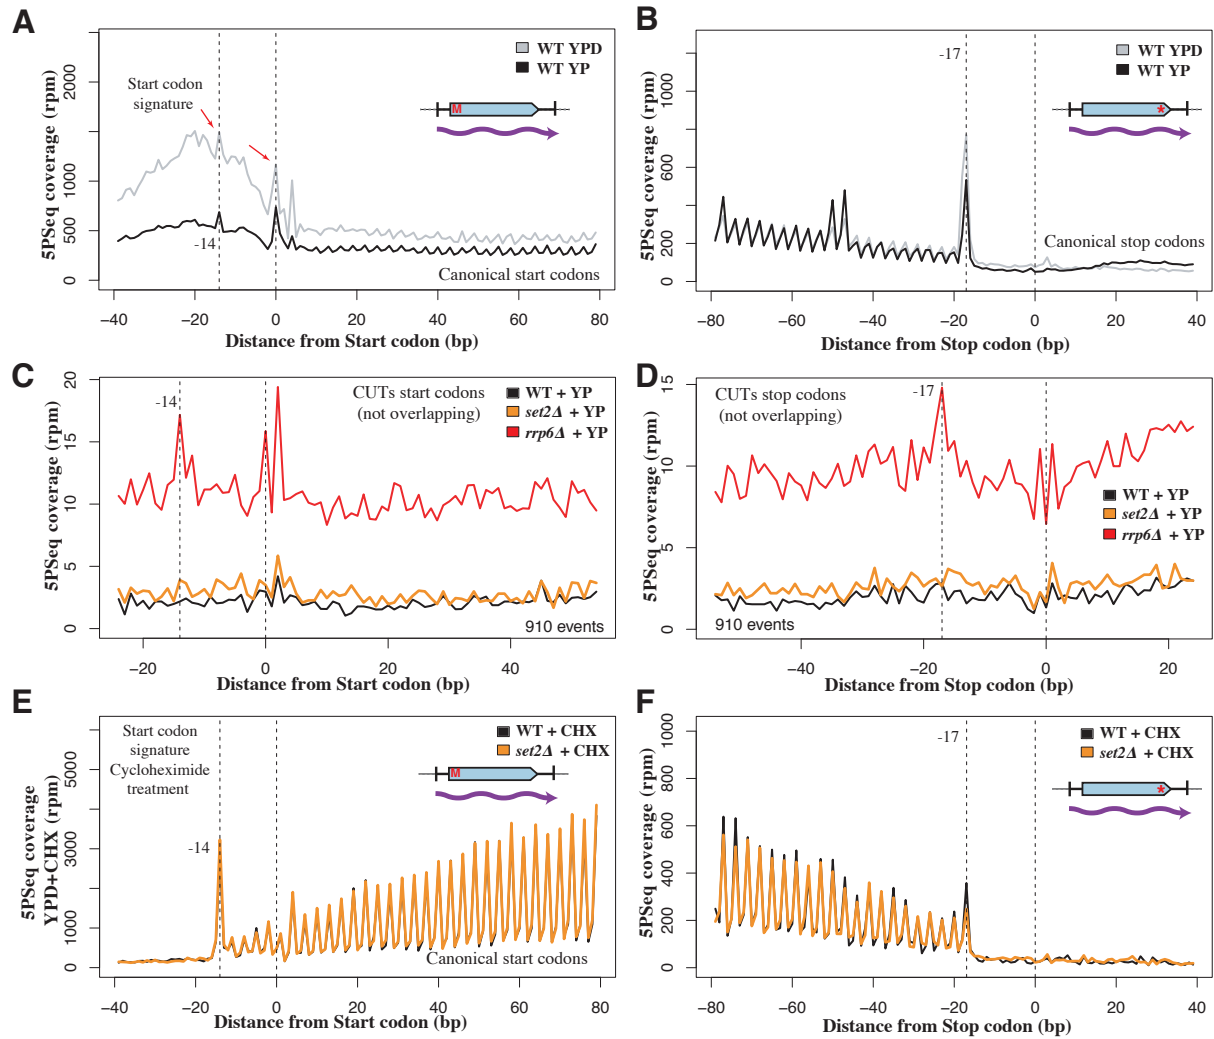 A
5PSeq coverage (rpm)
2000
1000
500
0
Start codon
signature
WT YPD
WT YP
M
-14
Canonical start codons
−40 −20 0 20 40 60 80
Distance from Start codon (bp)
B
5PSeq coverage (rpm)
1000
600
200
0
-17
WT YPD
WT YP
*
Canonical stop codons
−80 −60 −40 −20 0 20 40
Distance from Stop codon (bp)
C
5PSeq coverage (rpm)
20
15
10
5
0
-14
CUTs start codons
(not overlapping)
WT + YP
set2Δ + YP
rrp6Δ + YP
910 events
−20 0 20 40
Distance from Start codon (bp)
D
5PSeq coverage (rpm)
15
10
5
0
CUTs stop codons
(not overlapping)
-17
WT + YP
set2Δ + YP
rrp6Δ + YP
910 events
−40 −20 0 20
Distance from Stop codon (bp)
E
5PSeq coverage
YPD+CHX (rpm)
5000
3000
1000
0
Start codon
signature
Cycloheximide
treatment
-14
WT + CHX
set2Δ + CHX
M
Canonical start codons
−40 −20 0 20 40 60 80
Distance from Start codon (bp)
F
5PSeq coverage (rpm)
1000
800
600
400
200
0
-17
WT + CHX
set2Δ + CHX
*
−80 −60 −40 −20 0 20 40
Distance from Stop codon (bp)